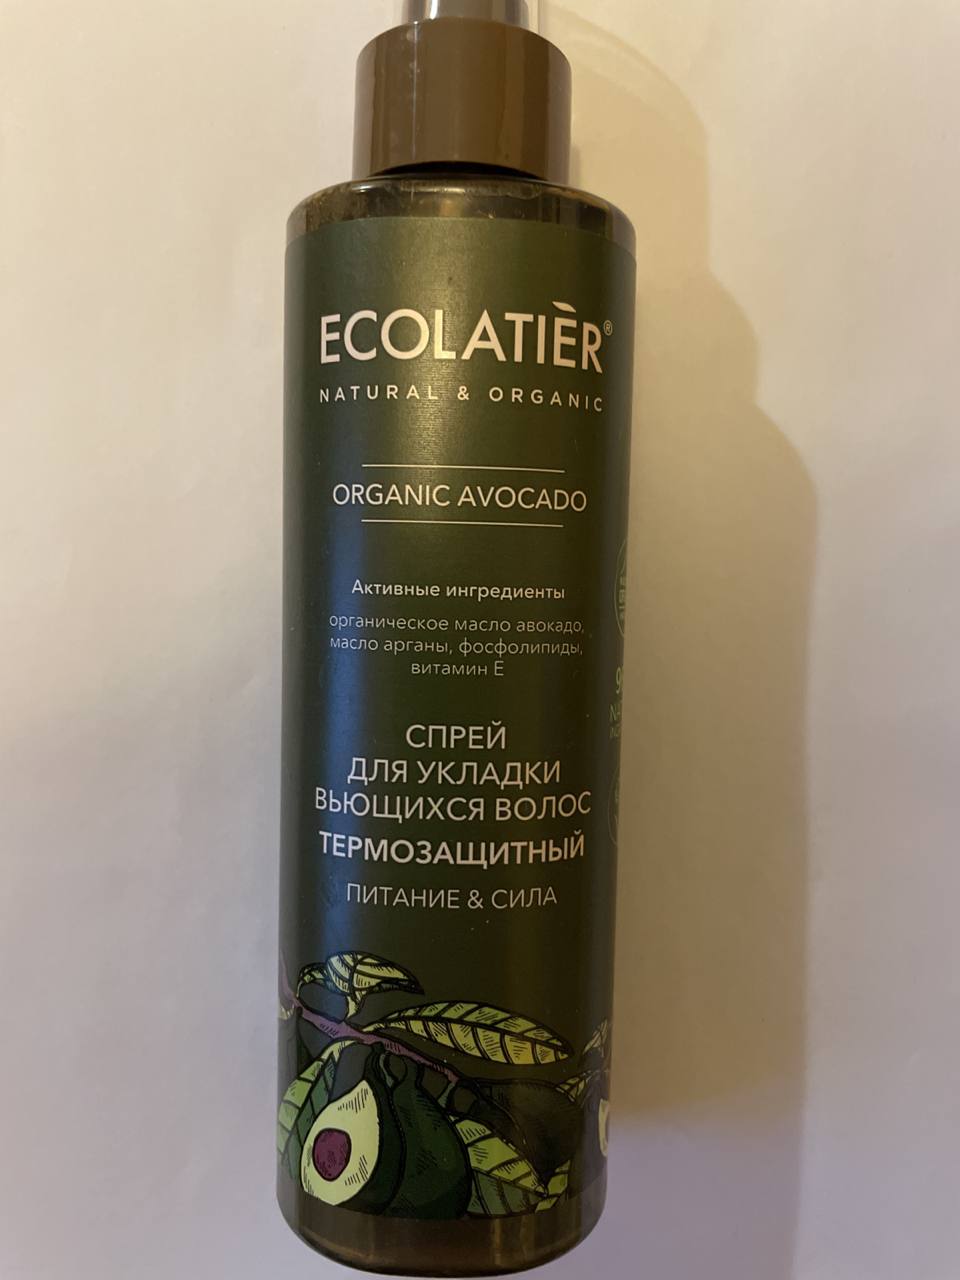 ECOLATIÈR®
NATURAL & ORGANIC
ORGANIC AVOCADO
Активные ингредиенты
органическое масло авокадо,
масло арганы, фосфолипиды,
витамин Е
СПРЕЙ
ДЛЯ УКЛАДКИ
ВЬЮЩИХСЯ ВОЛОС
ТЕРМОЗАЩИТНЫЙ
ПИТАНИЕ & СИЛА